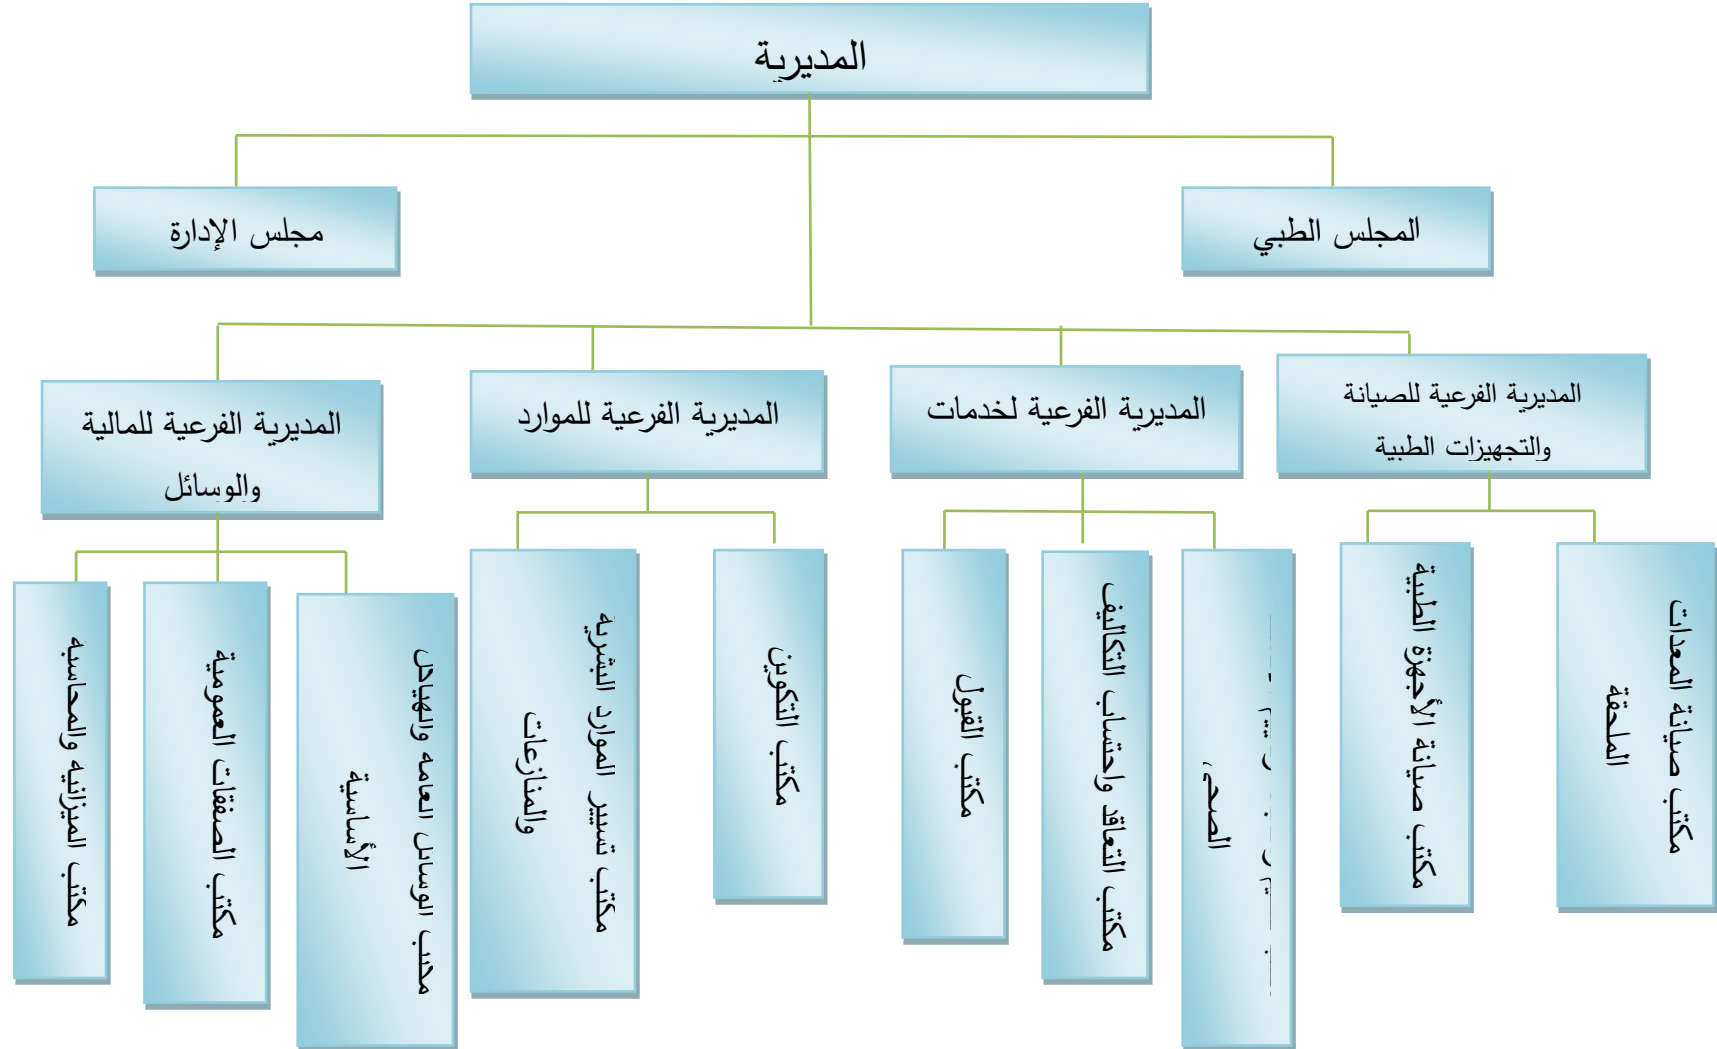 المديرية
المجلس الطبي
مجلس الإدارة
المديرية الفرعية للصيانة
والتجهيزات الطبية
المديرية الفرعية لخدمات
المديرية الفرعية للموارد
المديرية الفرعية للمالية
والوسائل
مكتب صيانة المعدات
الملحقة
مكتب صيانة الأجهزة الطبية
الصحي
مكتب التعاقد واحتساب التكاليف
مكتب القبول
مكتب التكوين
مكتب تسيير الموارد البشرية
والمنازعات
مكتب الوسائل العامة والهياكل
الأساسية
مكتب الصفقات العمومية
مكتب الميزانية والمحاسبة